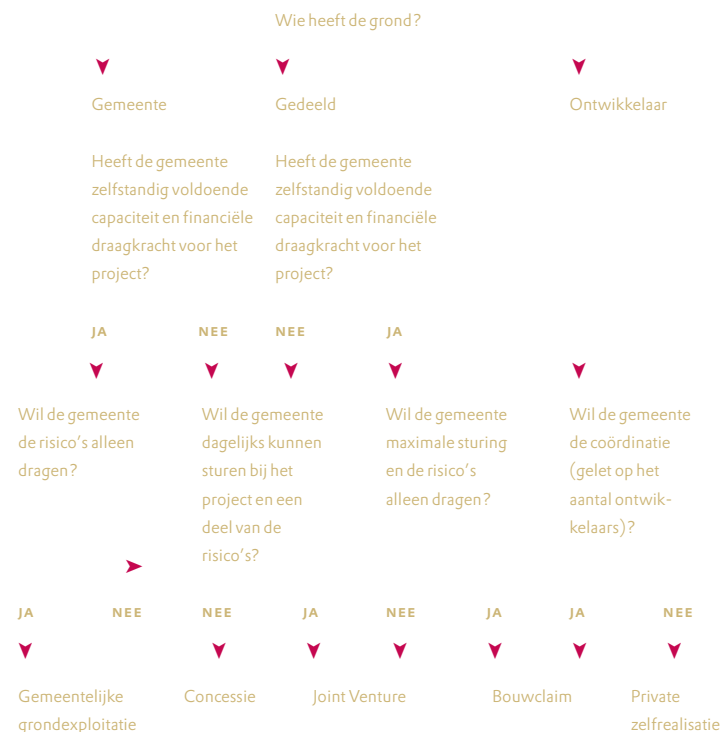 Wie heeft de grond?
Gemeente
Gedeeld
Ontwikkelaar
Heeft de gemeente
zelfstandig voldoende
capaciteit en financiële
draagkracht voor het
project?
Heeft de gemeente
zelfstandig voldoende
capaciteit en financiële
draagkracht voor het
project?
JA
NEE
NEE
JA
Wil de gemeente
de risico's alleen
dragen?
Wil de gemeente
dagelijks kunnen
sturen bij het
project en een
deel van de
risico's?
Wil de gemeente
maximale sturing
en de risico's
alleen dragen?
Wil de gemeente
de coördinatie
(gelet op het
aantal ontwik-
kelaars)?
JA
NEE
NEE
JA
NEE
JA
JA
NEE
Gemeentelijke
grondexploitatie
Concessie
Joint Venture
Bouwclaim
Private
zelfrealisatie